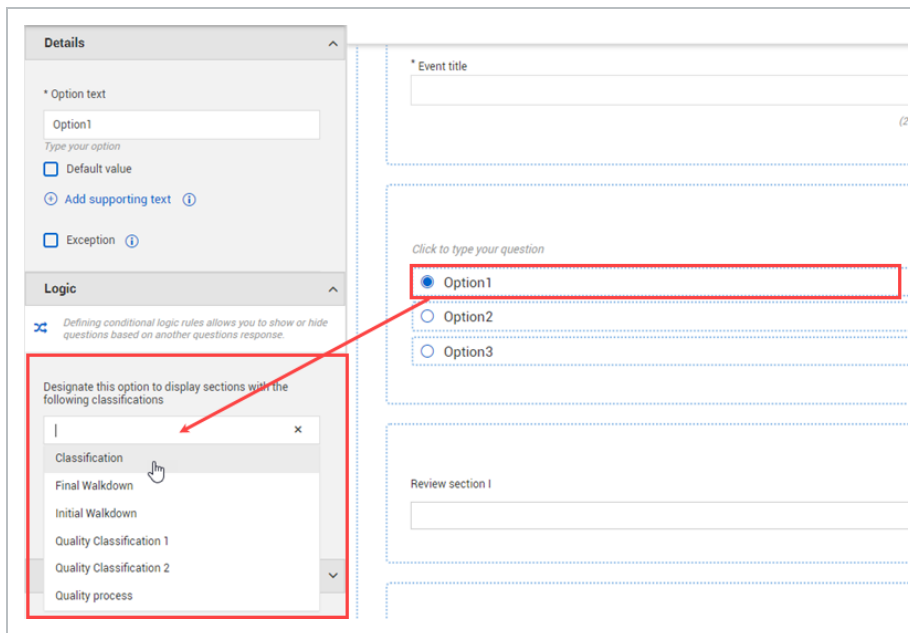 Details
* Option text
Option1
Type your option
Default value
Add supporting text
Exception
Logic
Defining conditional logic rules allows you to show or hide
questions based on another questions response.
Designate this option to display sections with the
following classifications
Classification
Final Walkdown
Initial Walkdown
Quality Classification 1
Quality Classification 2
Quality process
* Event title
(2
Click to type your question
Option1
Option2
Option3
Review section I